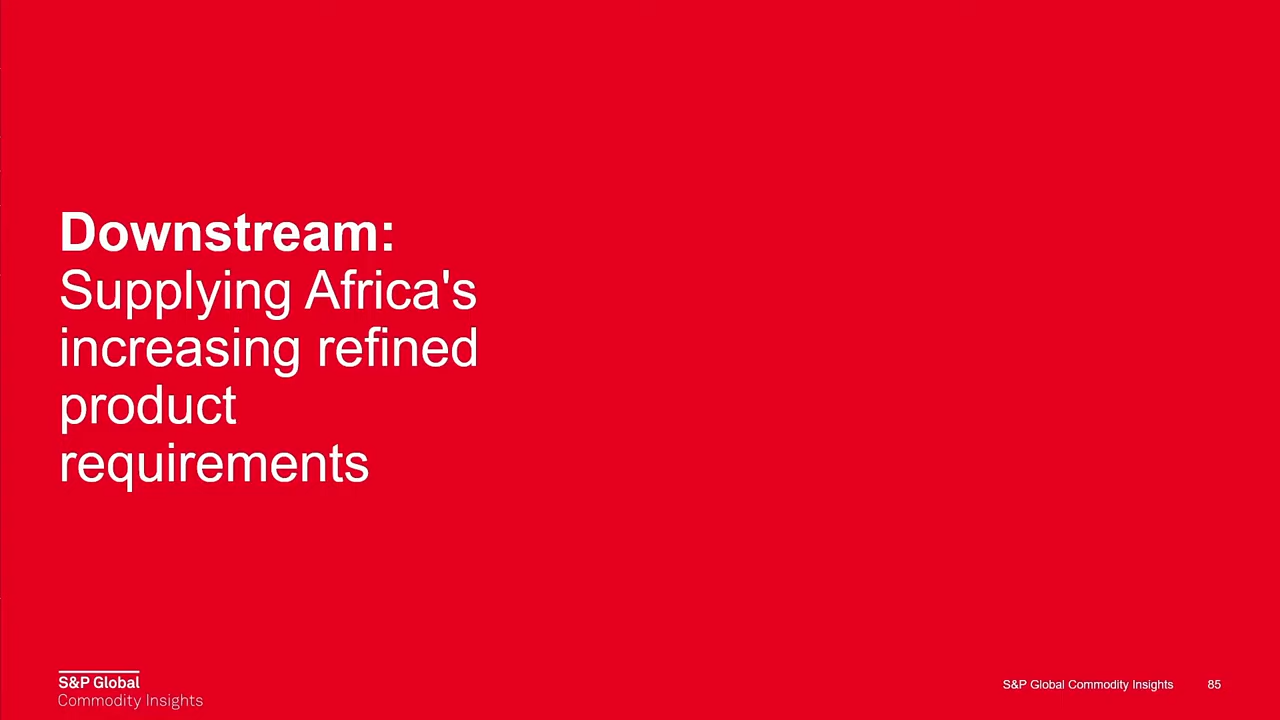 Downstream:
Supplying Africa's
increasing refined
product
requirements
S&P Global
Commodity Insights
S&P Global Commodity Insights 85